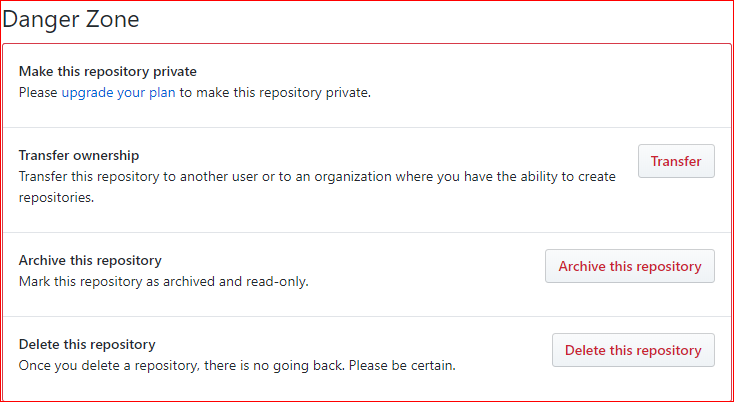 Danger Zone
Make this repository private
Please upgrade your plan to make this repository private.
Transfer ownership
Transfer
Transfer this repository to another user or to an organization where you have the ability to create
repositories.
Archive this repository
Archive this repository
Mark this repository as archived and read-only.
Delete this repository
Delete this repository
Once you delete a repository, there is no going back. Please be certain.